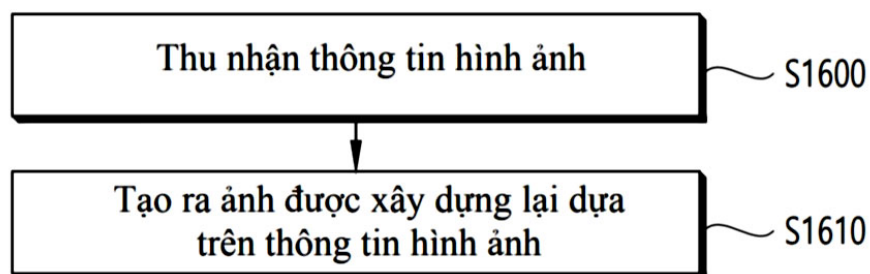 Thu nhận thông tin hình ảnh
S1600
Tạo ra ảnh được xây dựng lại dựa
trên thông tin hình ảnh
S1610